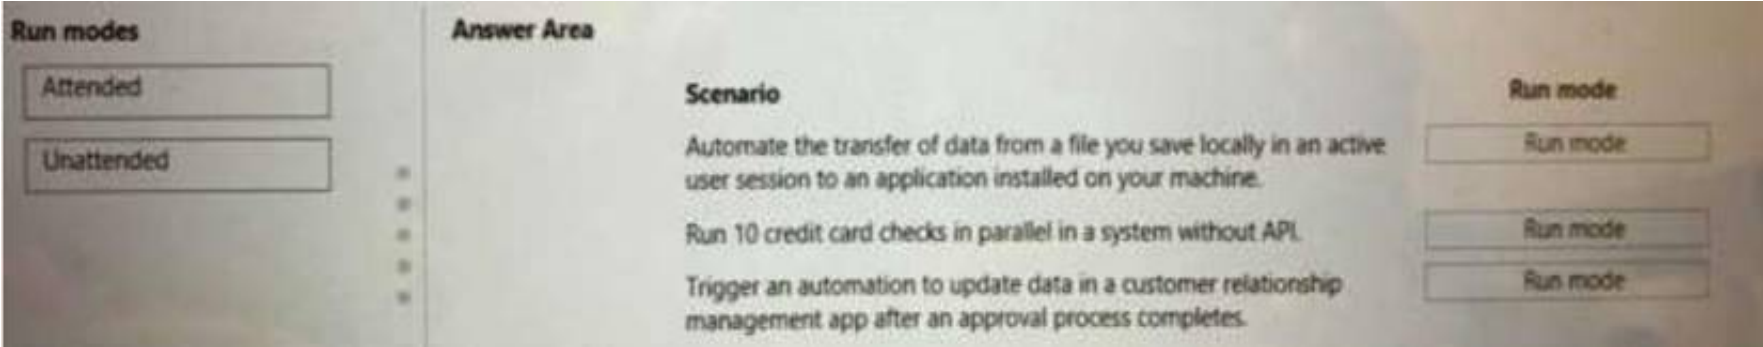 Run modes
Attended
Unattended
Answer Area
Scenario
Run mode
Automate the transfer of data from a file you save locally in an active
user session to an application installed on your machine.
Run mode
Run 10 credit card checks in parallel in a system without API.
Run mode
Trigger an automation to update data in a customer relationship
management app after an approval process completes.
Run mode